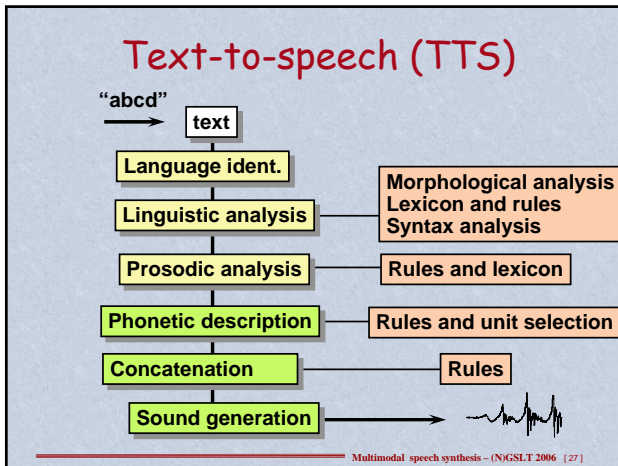 Text-to-speech (TTS)
“abcd”
text
Language ident.
Linguistic analysis
Morphological analysis
Lexicon and rules
Syntax analysis
Prosodic analysis
Rules and lexicon
Phonetic description
Rules and unit selection
Concatenation
Rules
Sound generation
Multimodal speech synthesis – (N)GSLT 2006 [27]